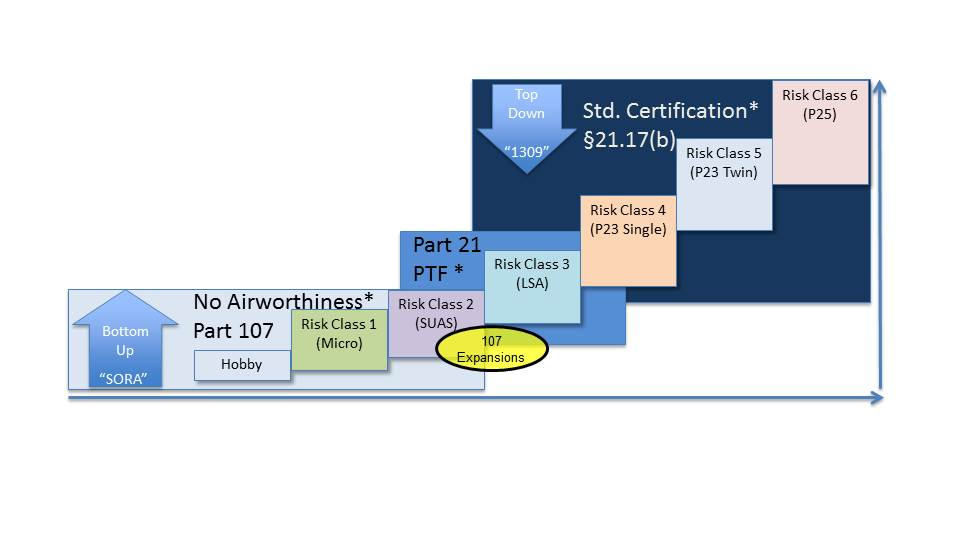 Top
Down
"1309"
Std. Certification*
§21.17(b)
Risk Class 6
(P25)
Risk Class 5
(P23 Twin)
Risk Class 4
(P23 Single)
Part 21
PTF *
Risk Class 3
(LSA)
No Airworthiness*
Part 107
Risk Class 2
(SUAS)
Risk Class 1
(Micro)
107
Expansions
Hobby
Bottom
Up
"SORA"